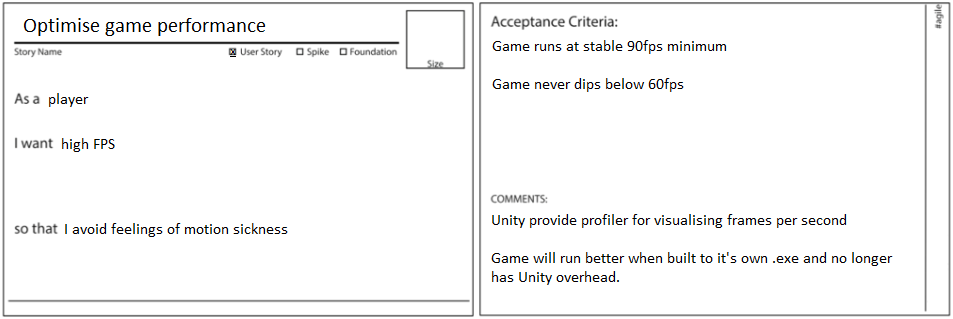 Optimise game performance
Story Name
User Story
Spike
Foundation
Size
As a player
I want high FPS
so that I avoid feelings of motion sickness
Acceptance Criteria:
Game runs at stable 90fps minimum
Game never dips below 60fps
COMMENTS:
Unity provide profiler for visualising frames per second
Game will run better when built to it's own .exe and no longer
has Unity overhead.
#agile